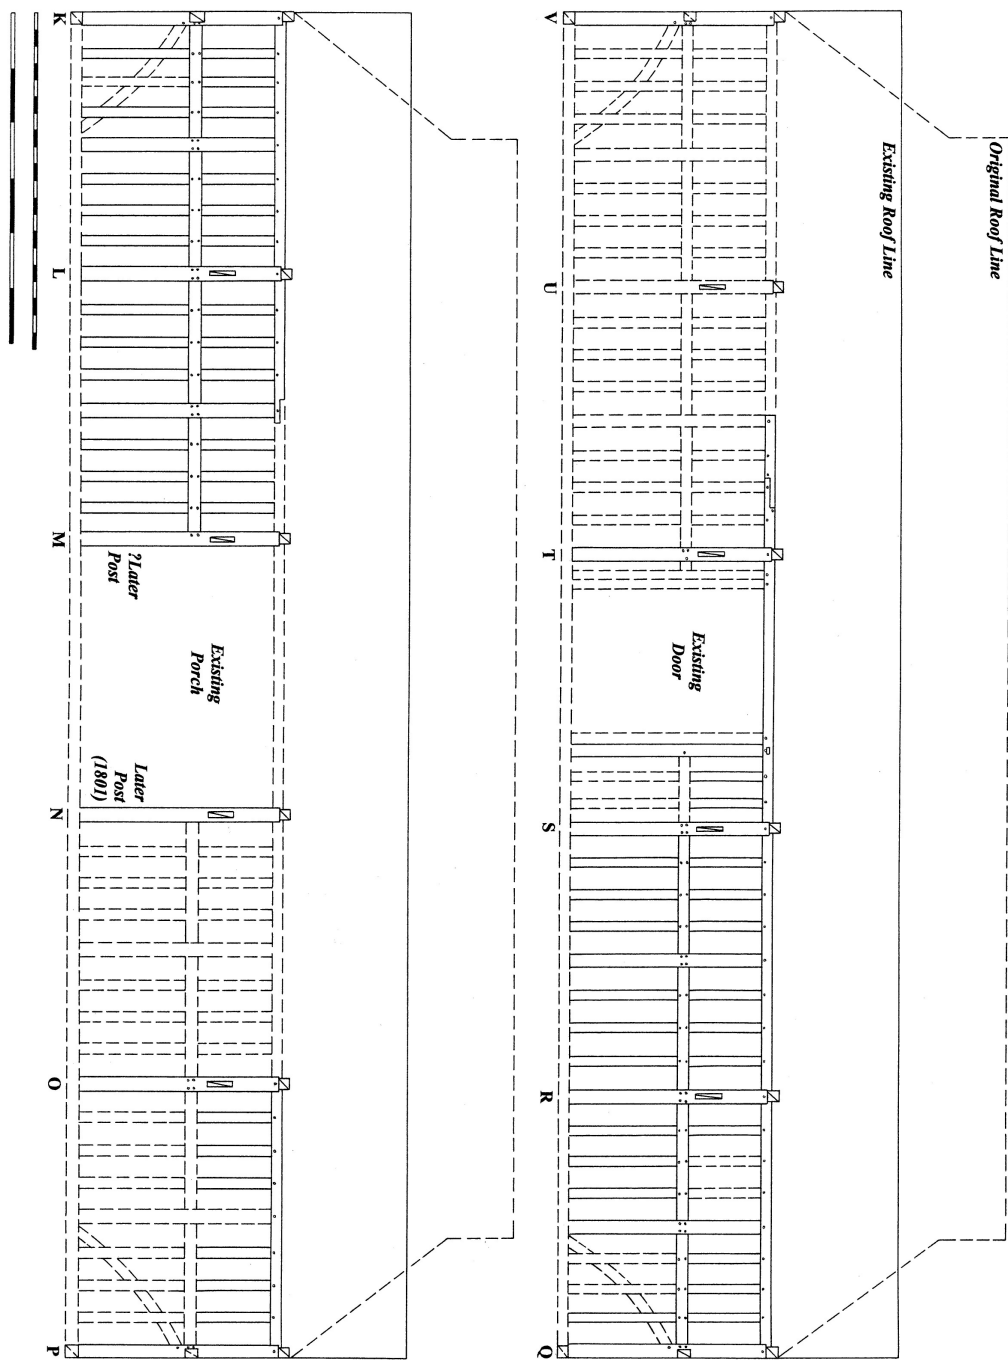 Original Roof Line
Existing Roof Line
V
U
T
S
R
Q
Existing
Door
K
L
M
N
O
P
?Later
Post
Existing
Porch
Later
Post
(1801)